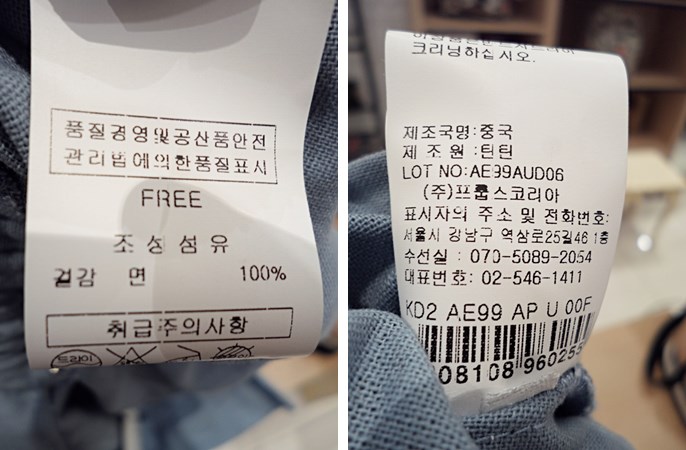 품질경영및공산품안전
관리법에의한품질표시
FREE
조성섬유
겉감 면 100%
취급주의사항
드라이
크리닝하십시오.
제조국명:중국
제 조 원 :틴틴
LOT NO:AE99AUD06
(주)프룹스코리아
표시자의 주소 및 전화번호:
서울시 강남구 역삼로25길46 1층
수선실 : 070-5089-2054
대표번호: 02-546-1411
KD2 AE99 AP U 00F
08108 960255